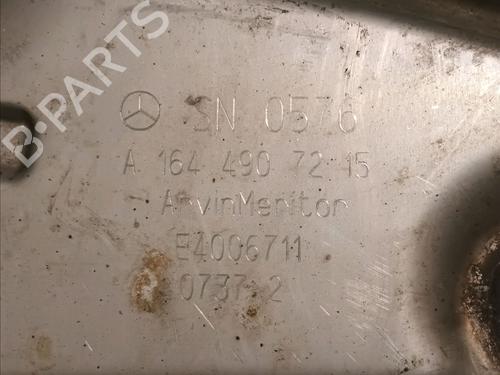 B-PARTS
SN 0576
A 164 490 72 15
ArvinMeritor
E4006711
0737 2